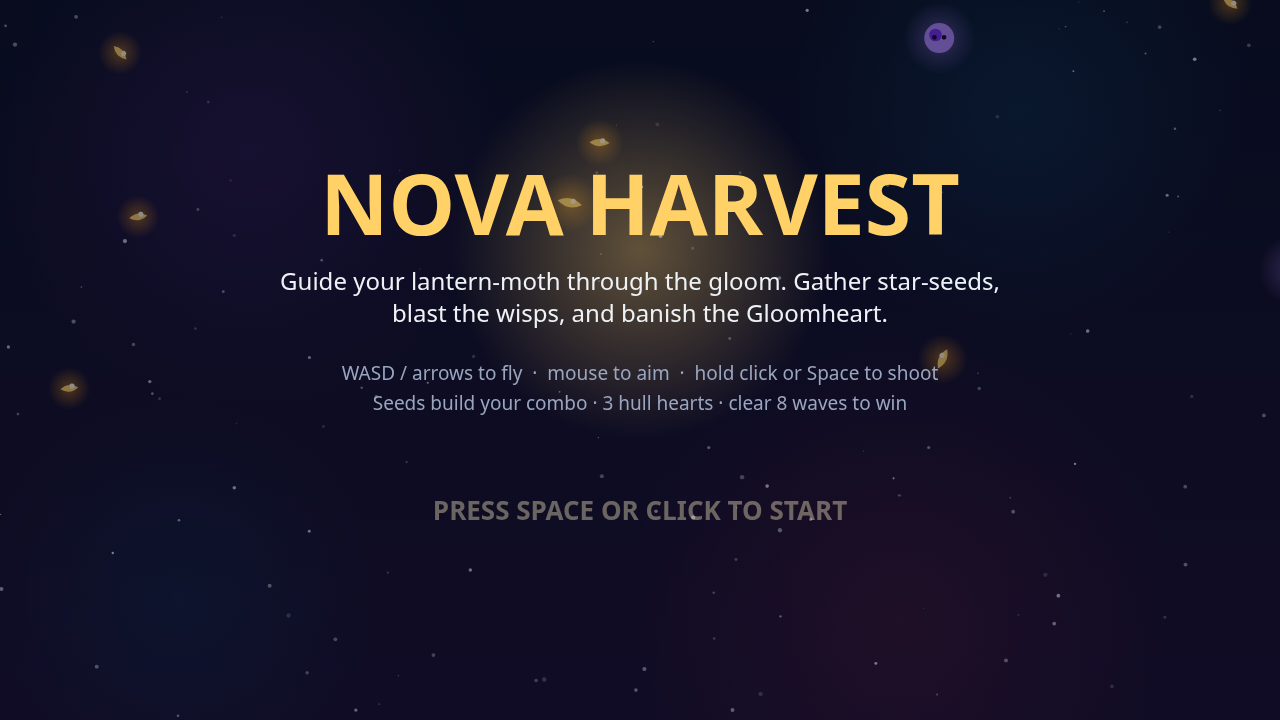 NOVA HARVEST
Guide your lantern-moth through the gloom. Gather star-seeds,
blast the wisps, and banish the Gloomheart.
WASD / arrows to fly · mouse to aim · hold click or Space to shoot
Seeds build your combo · 3 hull hearts · clear 8 waves to win
PRESS SPACE OR CLICK TO START